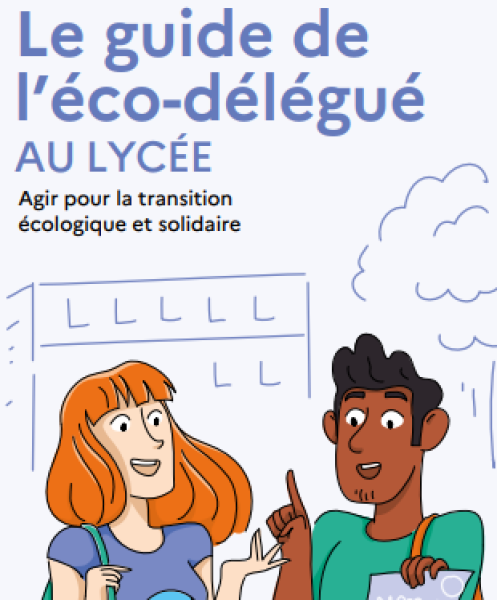 Le guide de
l'éco-délégué
AU LYCÉE
Agir pour la transition
écologique et solidaire